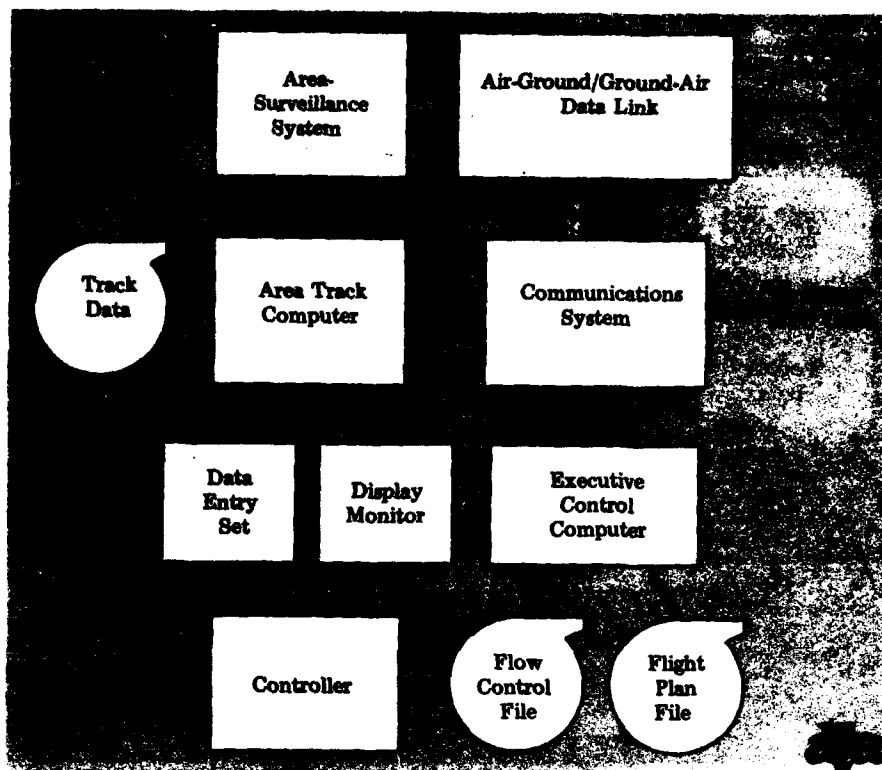 Area-
Surveillance
System
Air-Ground/Ground-Air
Data Link
Track
Data
Area Track
Computer
Communications
System
Data
Entry
Set
Display
Monitor
Executive
Control
Computer
Controller
Flow
Control
File
Flight
Plan
File